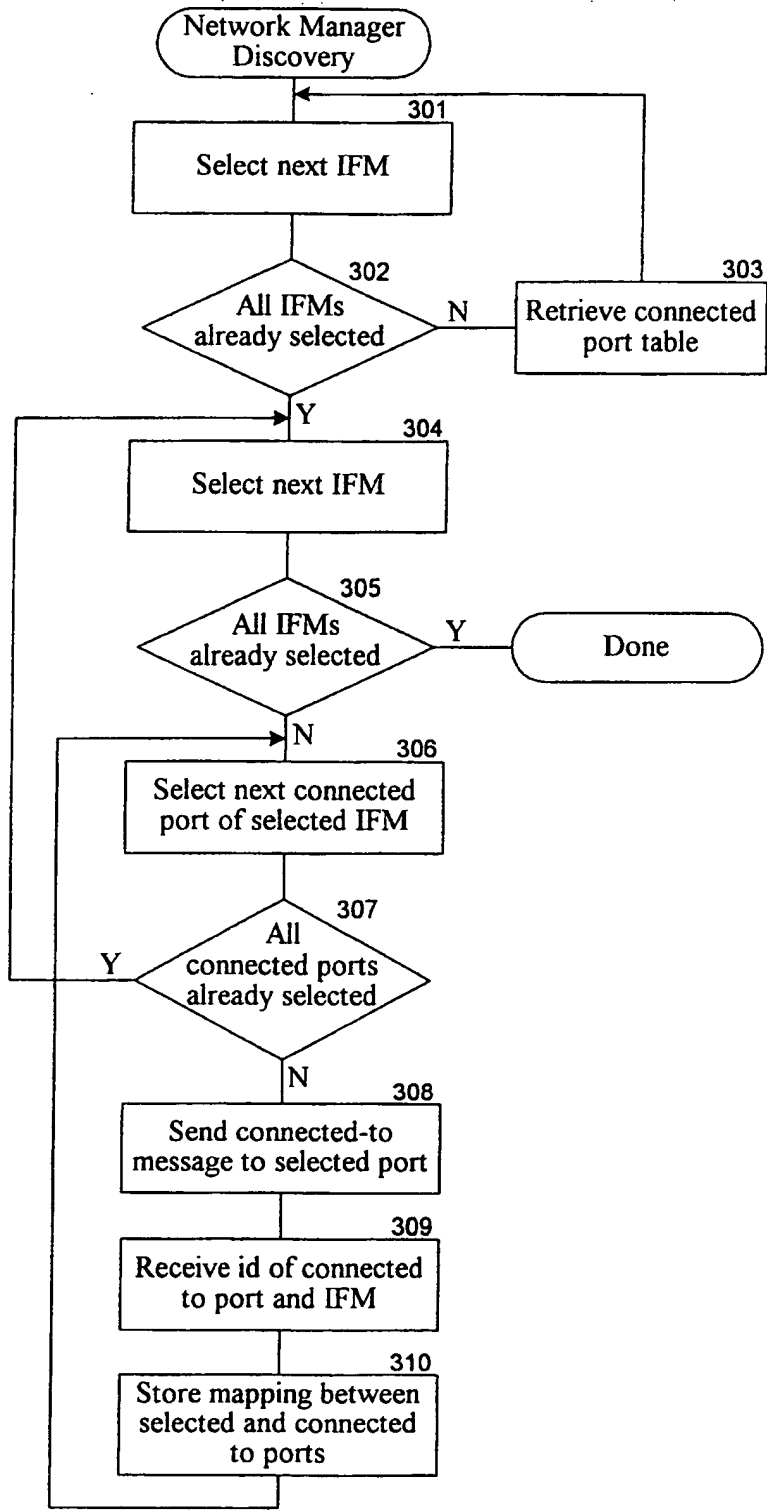 Network Manager
Discovery
301
Select next IFM
302
All IFMs
already selected
N
303
Retrieve connected
port table
Y
304
Select next IFM
305
All IFMs
already selected
Y
Done
N
306
Select next connected
port of selected IFM
307
All
connected ports
already selected
Y
N
308
Send connected-to
message to selected port
309
Receive id of connected
to port and IFM
310
Store mapping between
selected and connected
to ports